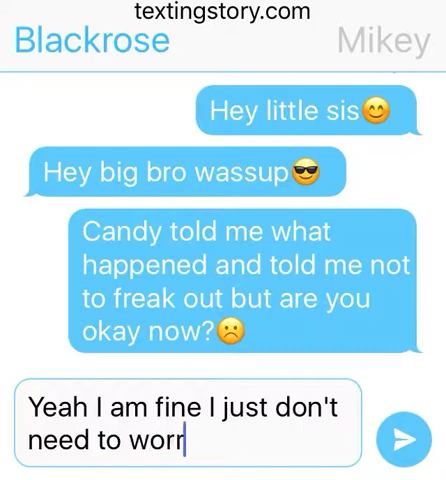 textingstory.com
Blackrose
Mikey
Hey little sis😊
Hey big bro wassup😎
Candy told me what
happened and told me not
to freak out but are you
okay now?☹️
Yeah I am fine I just don't
need to worr